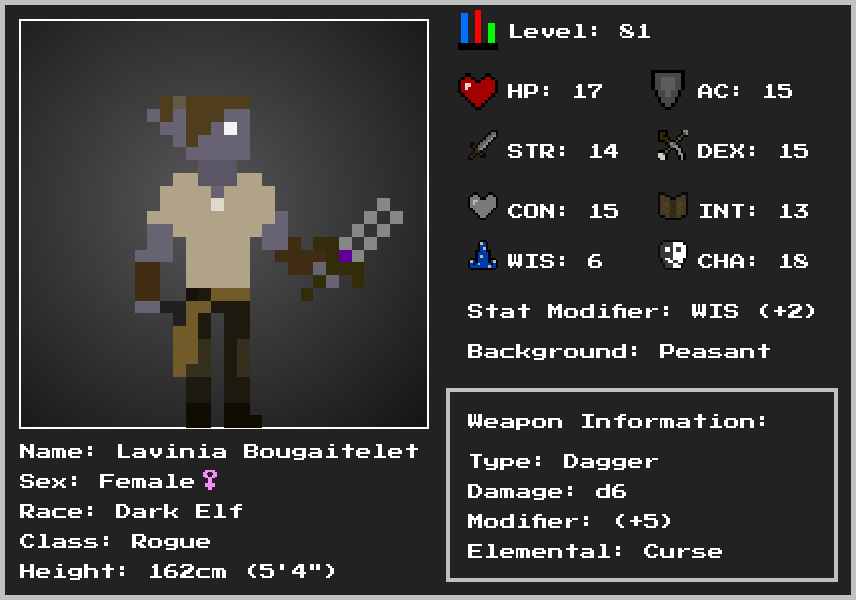 Level: 81
HP: 17 AC: 15
STR: 14 DEX: 15
CON: 15 INT: 13
WIS: 6 CHA: 18
Stat Modifier: WIS (+2)
Background: Peasant
Weapon Information:
Type: Dagger
Damage: d6
Modifier: (+5)
Elemental: Curse
Name: Lavinia Bougaitelet
Sex: Female♀
Race: Dark Elf
Class: Rogue
Height: 162cm (5'4")